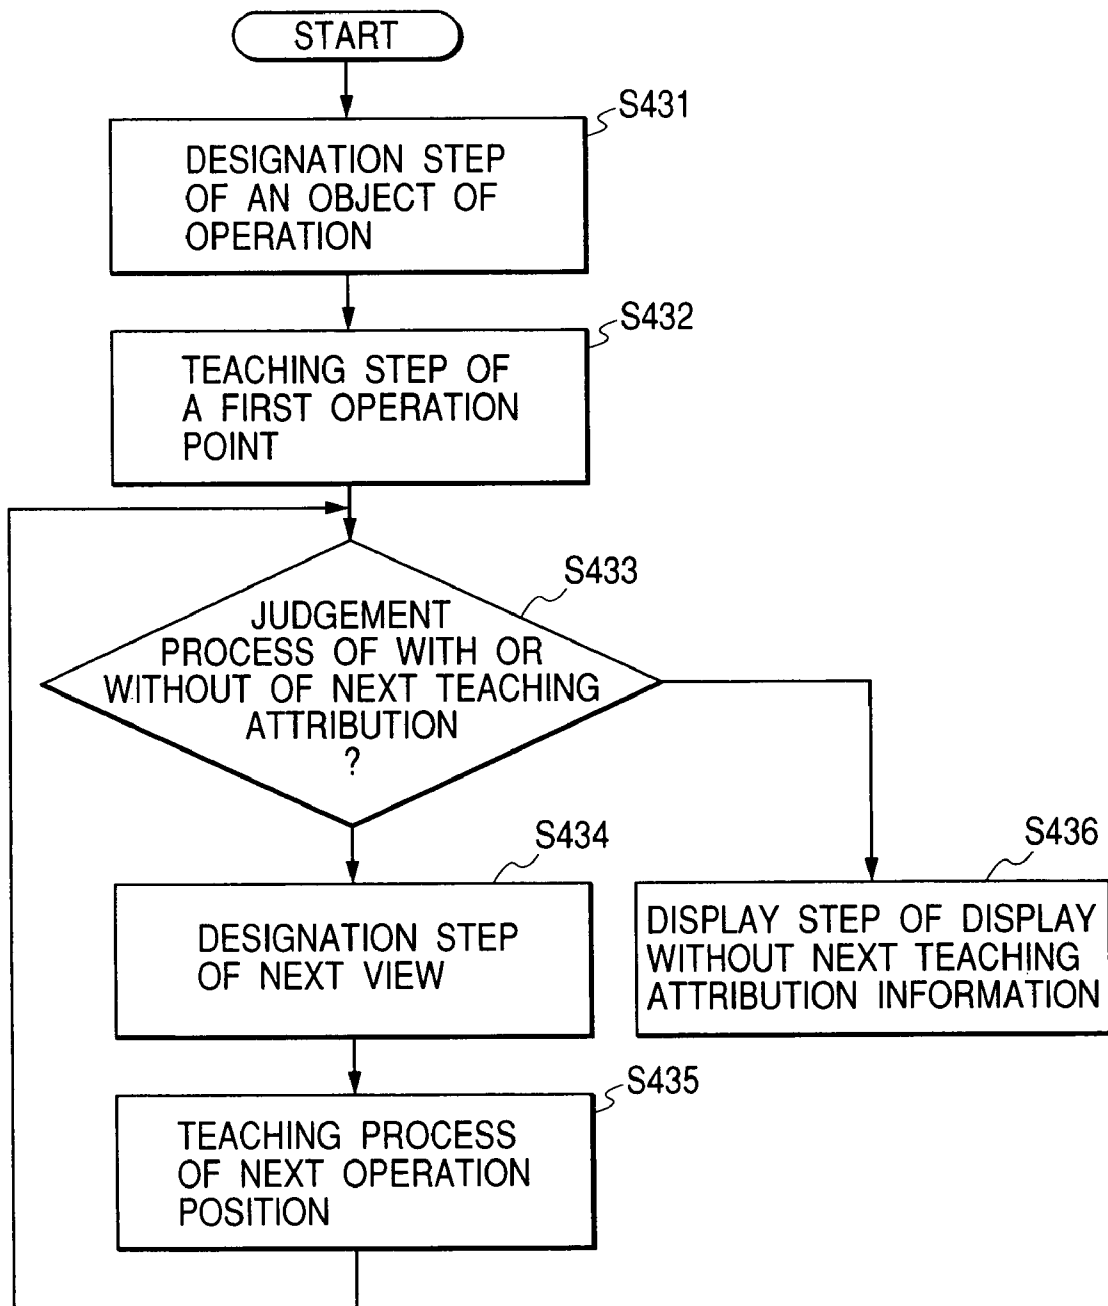 START
S431
DESIGNATION STEP
OF AN OBJECT OF
OPERATION
S432
TEACHING STEP OF
A FIRST OPERATION
POINT
S433
JUDGEMENT
PROCESS OF WITH OR
WITHOUT OF NEXT TEACHING
ATTRIBUTION
?
S434
DESIGNATION STEP
OF NEXT VIEW
S436
DISPLAY STEP OF DISPLAY
WITHOUT NEXT TEACHING
ATTRIBUTION INFORMATION
S435
TEACHING PROCESS
OF NEXT OPERATION
POSITION